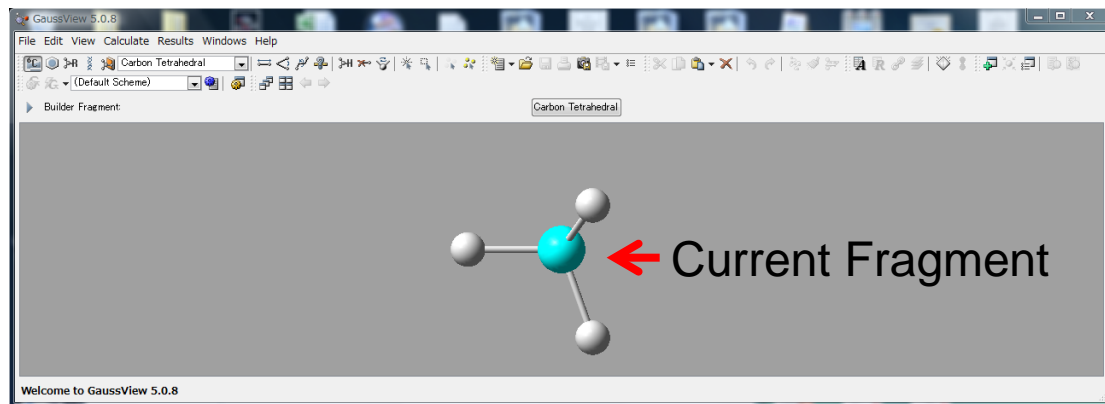 GaussView 5.0.8
File Edit View Calculate Results Windows Help
Carbon Tetrahedral
(Default Scheme)
Builder Fragment: Carbon Tetrahedral
Current Fragment
Welcome to GaussView 5.0.8